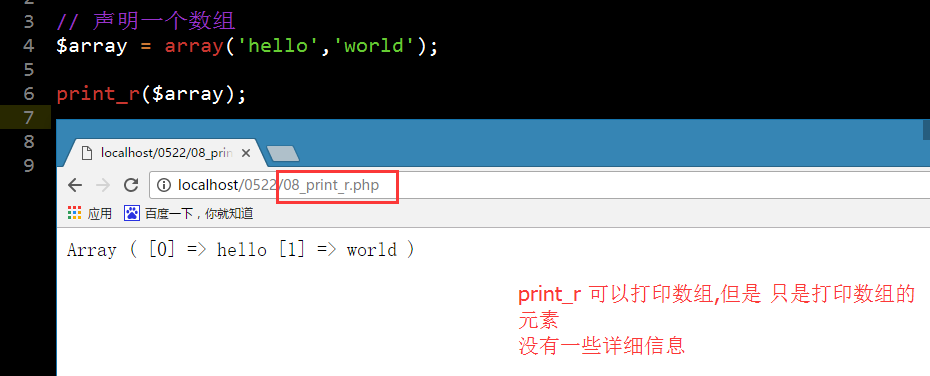 3 // 声明一个数组
4 $array = array('hello','world');
5
6 print_r($array);
7
8
9
localhost/0522/08_prin
localhost/0522/08_print_r.php
应用 百度一下，你就知道
Array ( [0] => hello [1] => world )
print_r 可以打印数组,但是 只是打印数组的
元素
没有一些详细信息